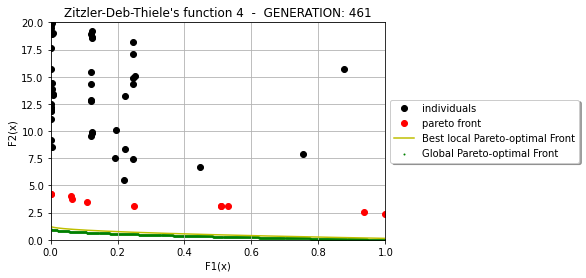 Zitzler-Deb-Thiele's function 4  -  GENERATION: 461
20.0
17.5
15.0
12.5
10.0
7.5
5.0
2.5
0.0
F2(x)
0.0 0.2 0.4 0.6 0.8 1.0
F1(x)
individuals
pareto front
Best local Pareto-optimal Front
Global Pareto-optimal Front